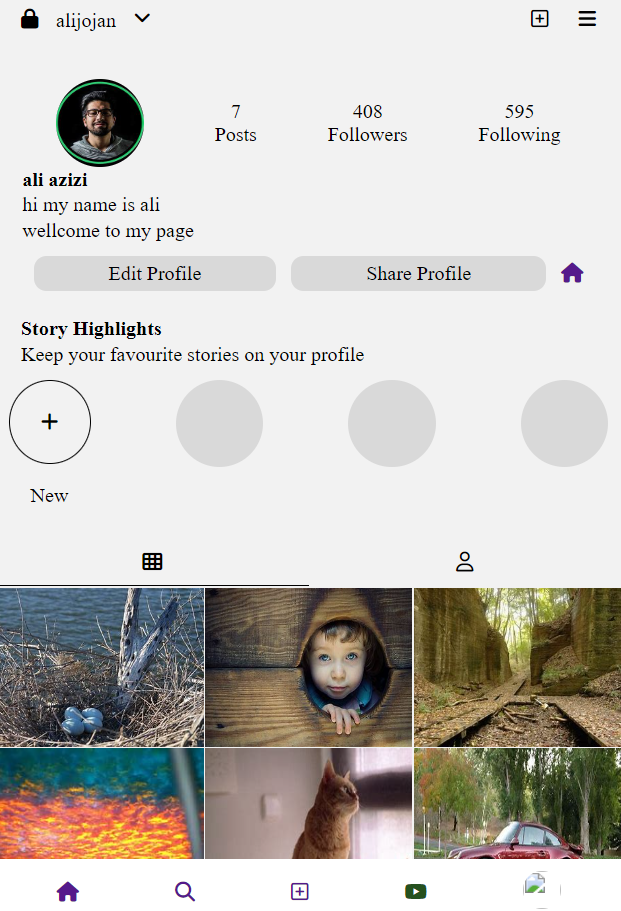 alijojan
7
Posts
408
Followers
595
Following
ali azizi
hi my name is ali
wellcome to my page
Edit Profile
Share Profile
Story Highlights
Keep your favourite stories on your profile
New